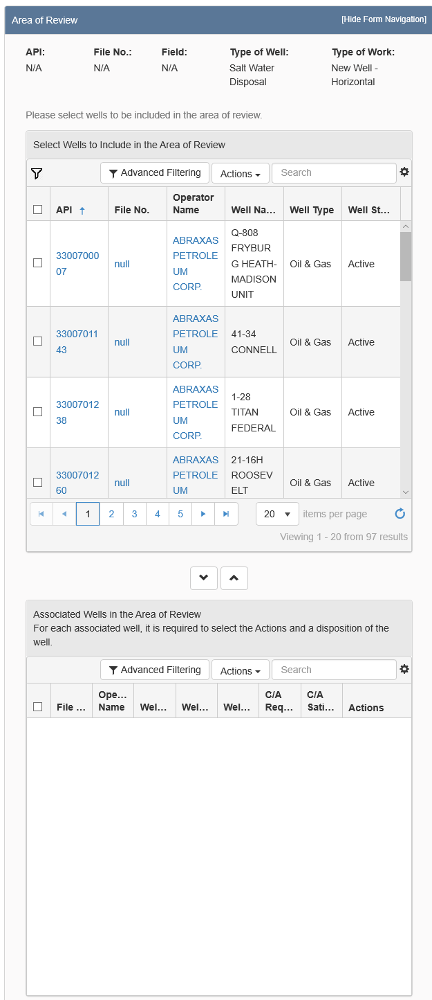 Area of Review
[Hide Form Navigation]
API: File No.: Field: Type of Well: Type of Work:
N/A N/A N/A Salt Water New Well -
Disposal Horizontal
Please select wells to be included in the area of review.
Select Wells to Include in the Area of Review
Advanced Filtering Actions Search
API File No. Operator Name Well Na... Well Type Well St...
3300700007 null ABRAXAS PETROLEUM CORP. Q-808 FRYBURG HEATH-MADISON UNIT Oil & Gas Active
3300701143 null ABRAXAS PETROLEUM CORP. 41-34 CONNELL Oil & Gas Active
3300701238 null ABRAXAS PETROLEUM CORP. 1-28 TITAN FEDERAL Oil & Gas Active
3300701260 null ABRAXAS PETROLEUM 21-16H ROOSEVELT Oil & Gas Active
1 2 3 4 5 20 items per page
Viewing 1 - 20 from 97 results
Associated Wells in the Area of Review
For each associated well, it is required to select the Actions and a disposition of the
well.
Advanced Filtering Actions Search
File ... Ope... Name Wel... Wel... Wel... C/A Req... C/A Sati... Actions